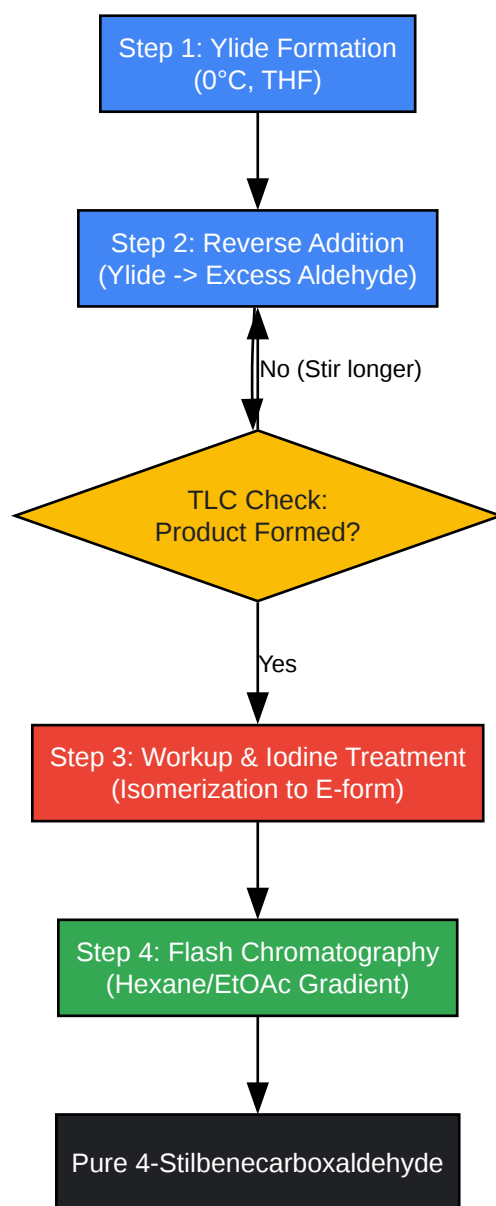 Step 1: Ylide Formation
(0°C, THF)
Step 2: Reverse Addition
(Ylide -> Excess Aldehyde)
No (Stir longer)
TLC Check:
Product Formed?
Yes
Step 3: Workup & Iodine Treatment
(Isomerization to E-form)
Step 4: Flash Chromatography
(Hexane/EtOAc Gradient)
Pure 4-Stilbenecarboxaldehyde